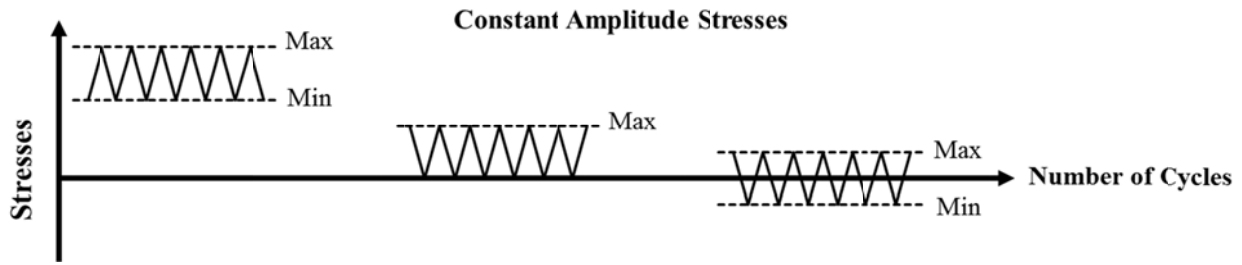 Constant Amplitude Stresses
Max
Min
Max
Max
Min
Number of Cycles
Stresses